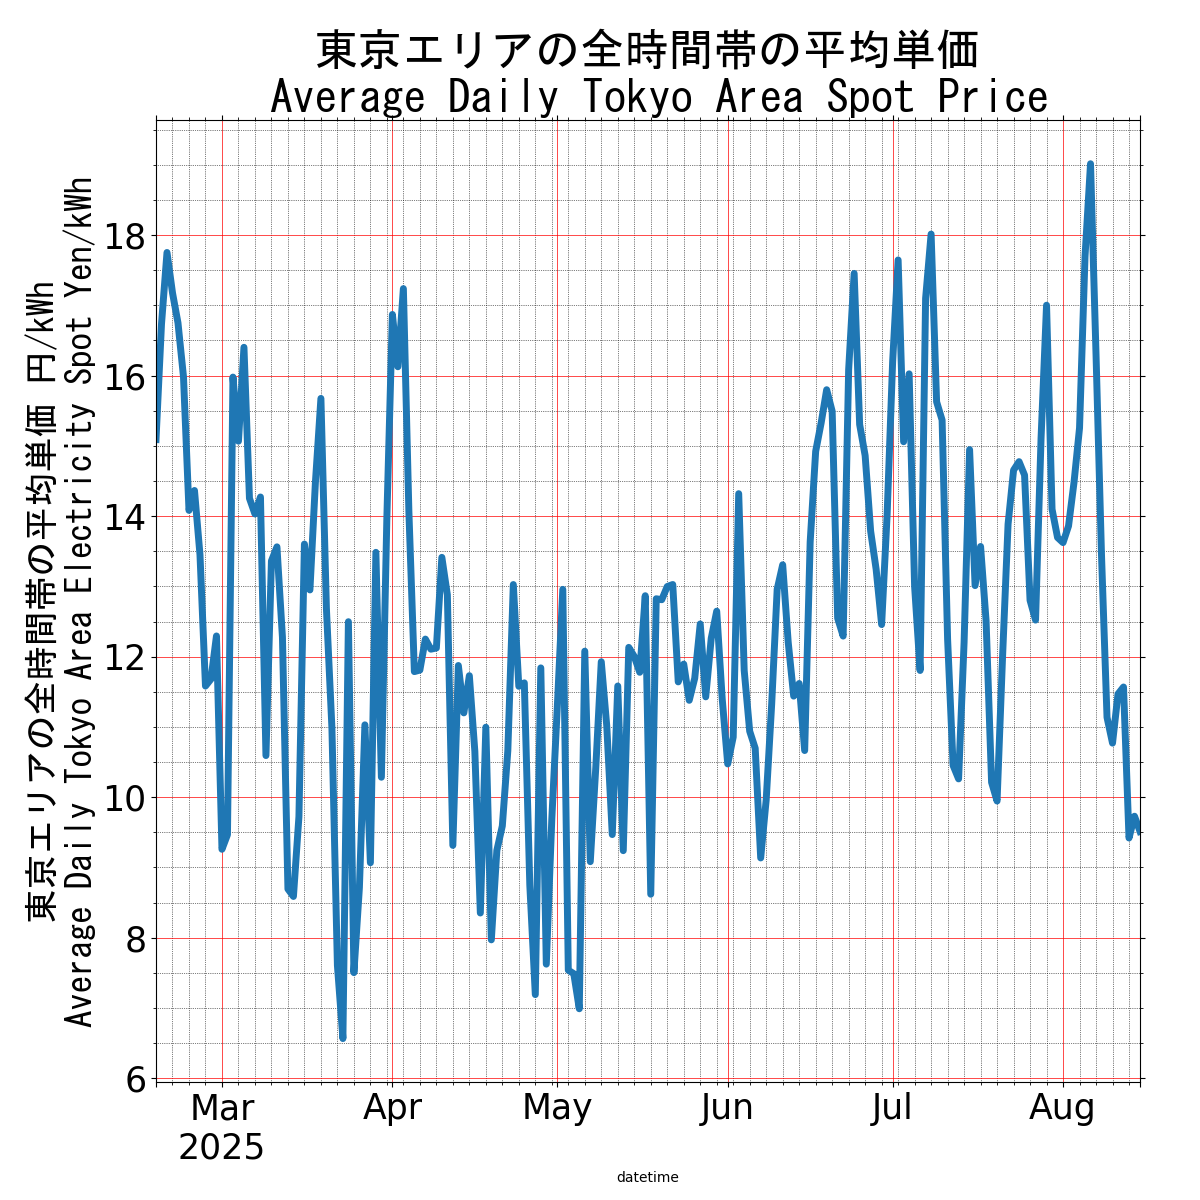 東京エリアの全時間帯の平均単価
Average Daily Tokyo Area Spot Price
東京エリアの全時間帯の平均単価 円/kWh
Average Daily Tokyo Area Electricity Spot Yen/kWh
18
16
14
12
10
8
6
Mar
2025
Apr
May
Jun
Jul
Aug
datetime